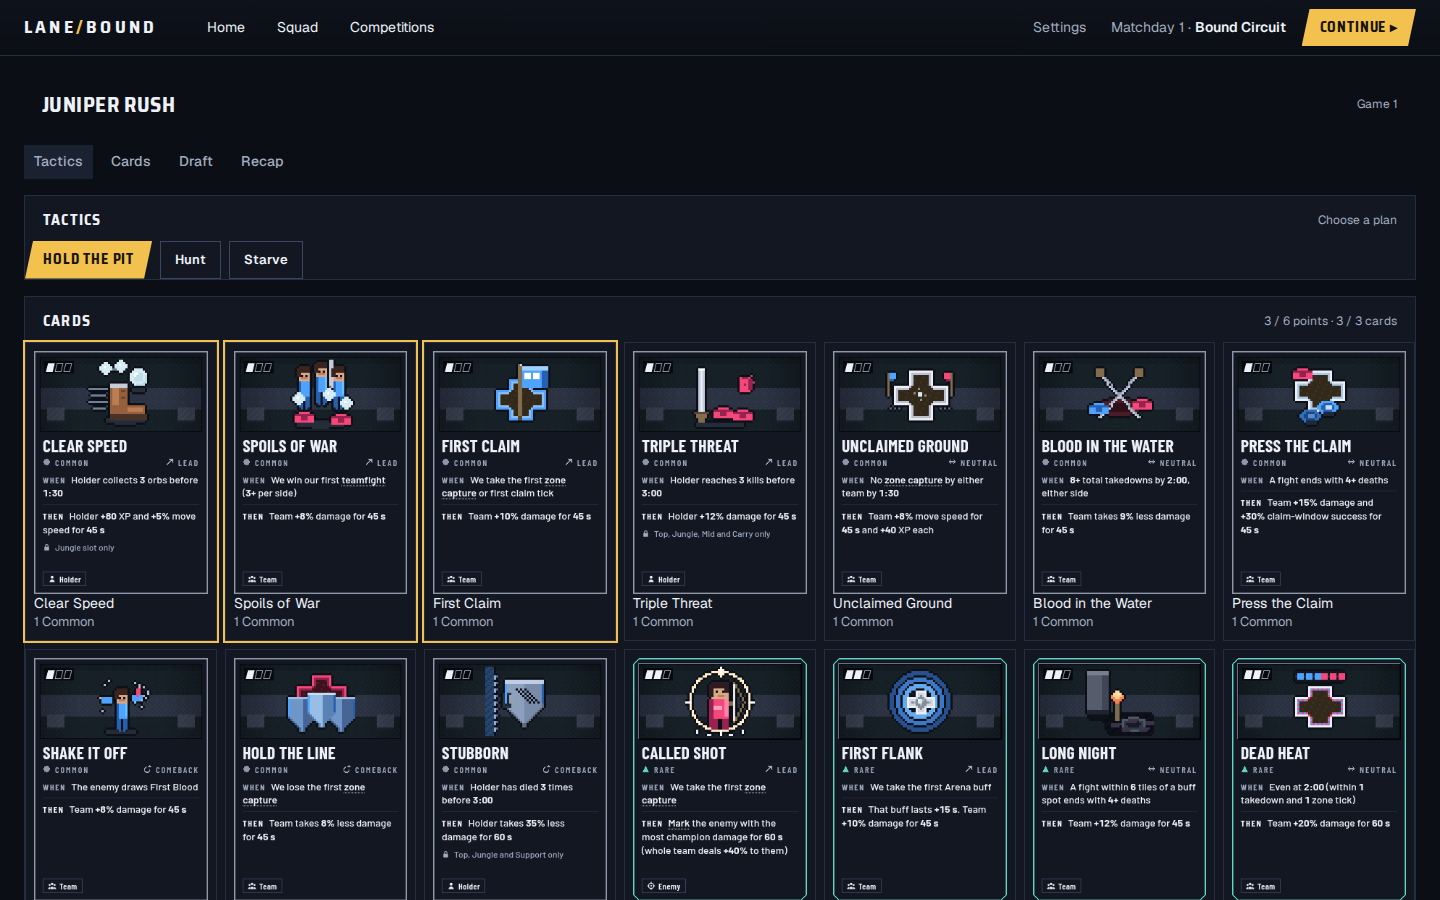 LANE/BOUND
Home
Squad
Competitions
Settings
Matchday 1 · Bound Circuit
CONTINUE ▸
JUNIPER RUSH
Game 1
Tactics
Cards
Draft
Recap
TACTICS
Choose a plan
HOLD THE PIT
Hunt
Starve
CARDS
3 / 6 points · 3 / 3 cards
CLEAR SPEED
COMMON
LEAD
WHEN Holder collects 3 orbs before
1:30
THEN Holder +80 XP and +5% move
speed for 45 s
Jungle slot only
Holder
Clear Speed
1 Common
SPOILS OF WAR
COMMON
LEAD
WHEN We win our first teamfight
(3+ per side)
THEN Team +8% damage for 45 s
Team
Spoils of War
1 Common
FIRST CLAIM
COMMON
LEAD
WHEN We take the first zone
capture or first claim tick
THEN Team +10% damage for 45 s
Team
First Claim
1 Common
TRIPLE THREAT
COMMON
LEAD
WHEN Holder reaches 3 kills before
3:00
THEN Holder +12% damage for 45 s
Top, Jungle, Mid and Carry only
Holder
Triple Threat
1 Common
UNCLAIMED GROUND
COMMON
NEUTRAL
WHEN No zone capture by either
team by 1:30
THEN Team +8% move speed for
45 s and +40 XP each
Team
Unclaimed Ground
1 Common
BLOOD IN THE WATER
COMMON
NEUTRAL
WHEN 8+ total takedowns by 2:00,
either side
THEN Team takes 9% less damage
for 45 s
Team
Blood in the Water
1 Common
PRESS THE CLAIM
COMMON
NEUTRAL
WHEN A fight ends with 4+ deaths
THEN Team +15% damage and
+30% claim-window success for
45 s
Team
Press the Claim
1 Common
SHAKE IT OFF
COMMON
COMEBACK
WHEN The enemy draws First Blood
THEN Team +8% damage for 45 s
Team
HOLD THE LINE
COMMON
COMEBACK
WHEN We lose the first zone
capture
THEN Team takes 8% less damage
for 45 s
Team
STUBBORN
COMMON
COMEBACK
WHEN Holder has died 3 times
before 3:00
THEN Holder takes 35% less
damage for 60 s
Top, Jungle and Support only
Holder
CALLED SHOT
RARE
LEAD
WHEN We take the first zone
capture
THEN Mark the enemy with the
most champion damage for 60 s
(whole team deals +40% to them)
Enemy
FIRST FLANK
RARE
LEAD
WHEN We take the first Arena buff
THEN That buff lasts +15 s. Team
+10% damage for 45 s
Team
LONG NIGHT
RARE
NEUTRAL
WHEN A fight within 6 tiles of a buff
spot ends with 4+ deaths
THEN Team +12% damage for 45 s
Team
DEAD HEAT
RARE
NEUTRAL
WHEN Even at 2:00 (within 1
takedown and 1 zone tick)
THEN Team +20% damage for 60 s
Team